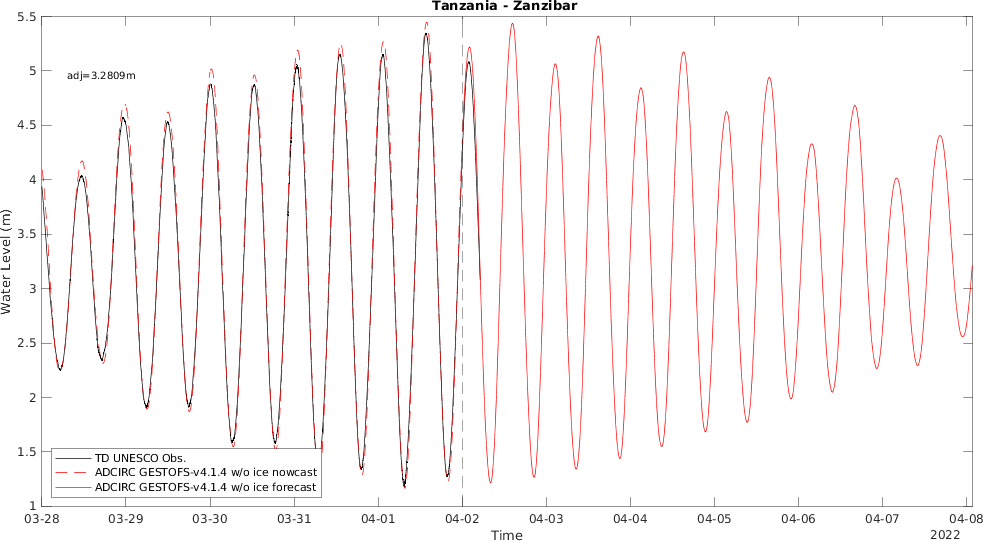 Tanzania - Zanzibar
5.5
5
4.5
4
3.5
3
2.5
2
1.5
1
Water Level (m)
adj=3.2809m
TD UNESCO Obs.
ADCIRC GESTOFS-v4.1.4 w/o ice nowcast
ADCIRC GESTOFS-v4.1.4 w/o ice forecast
03-28 03-29 03-30 03-31 04-01 04-02 04-03 04-04 04-05 04-06 04-07 04-08
Time
2022